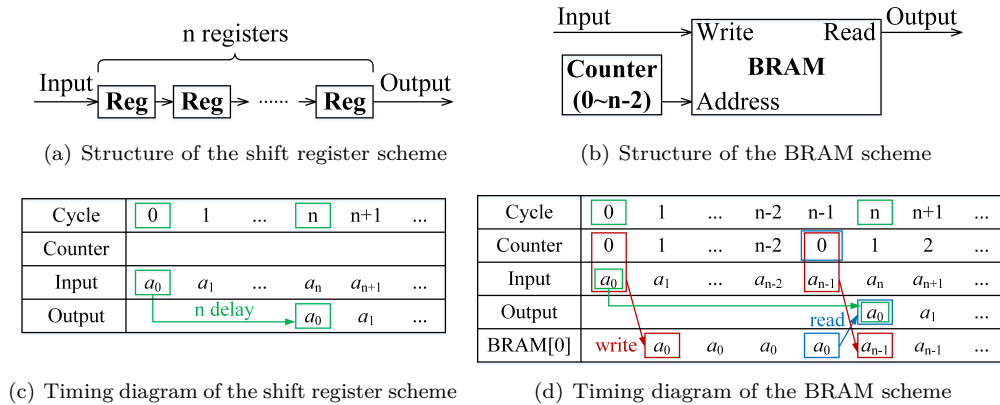 n registers
Input
Output
Reg
Reg
......
Reg
(a) Structure of the shift register scheme
Input
Output
Write
Read
BRAM
Address
Counter
(0~n-2)
(b) Structure of the BRAM scheme
Cycle 0 1 ... n n+1 ...
Counter
Input a0 a1 ... an an+1 ...
n delay
Output a0 a1 ...
(c) Timing diagram of the shift register scheme
Cycle 0 1 ... n-2 n-1 n n+1 ...
Counter 0 1 ... n-2 0 1 2 ...
Input a0 a1 ... an-2 an-1 an an+1 ...
Output a0 a1 ...
read
BRAM[0] write a0 a0 a0 a0 an-1 an-1 ...
(d) Timing diagram of the BRAM scheme